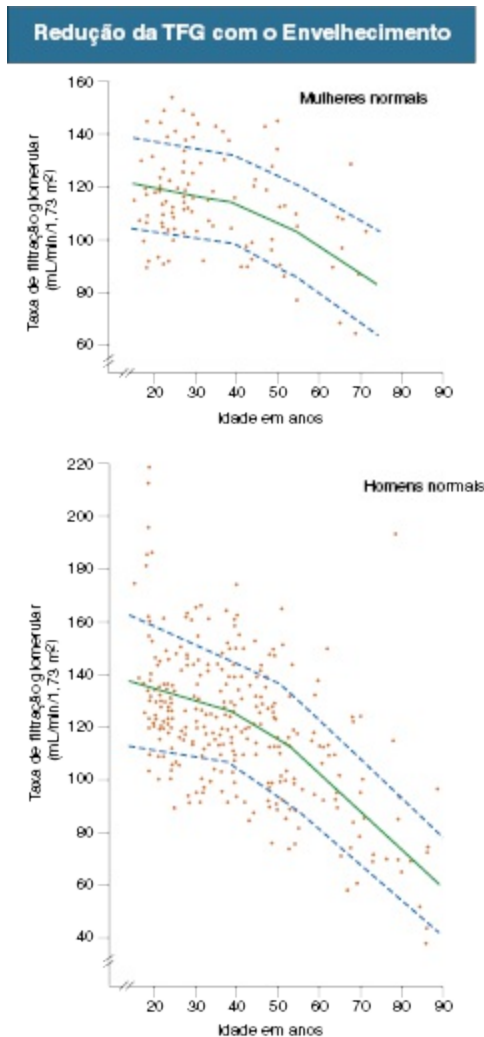 Redução da TFG com o Envelhecimento
Mulheres normais
Taxa de filtração glomerular
(mL/min/1,73 m²)
160
140
120
100
80
60
20 30 40 50 60 70 80 90
Idade em anos
Homens normais
Taxa de filtração glomerular
(mL/min/1,73 m²)
220
200
180
160
140
120
100
80
60
40
20 30 40 50 60 70 80 90
Idade em anos